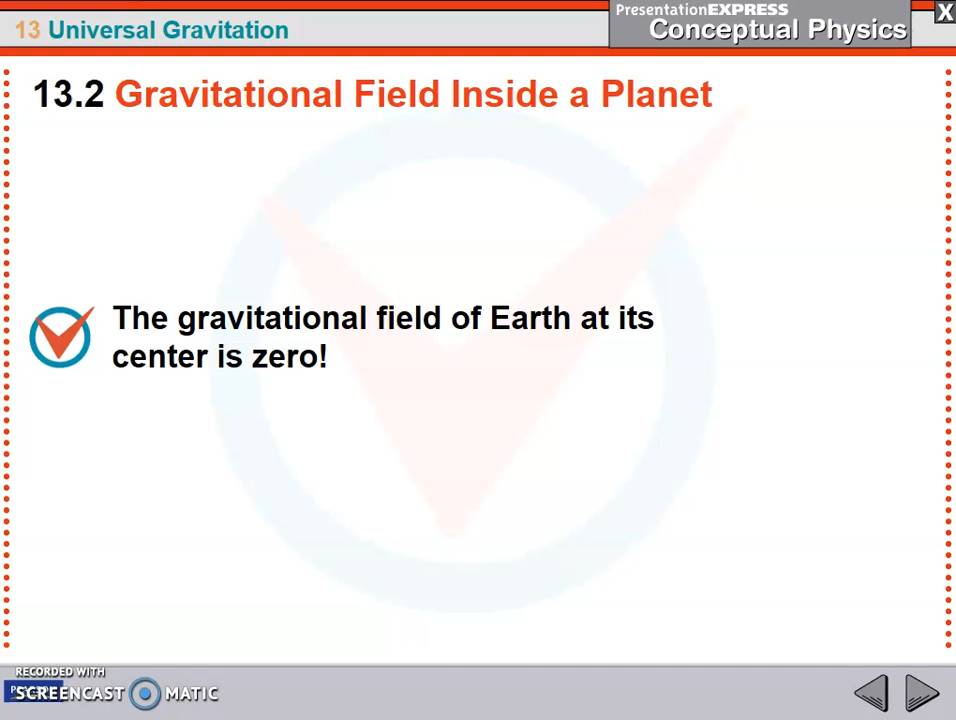 13 Universal Gravitation
PresentationEXPRESS
Conceptual Physics
X
13.2 Gravitational Field Inside a Planet
The gravitational field of Earth at its
center is zero!
RECORDED WITH
SCREENCAST MATIC